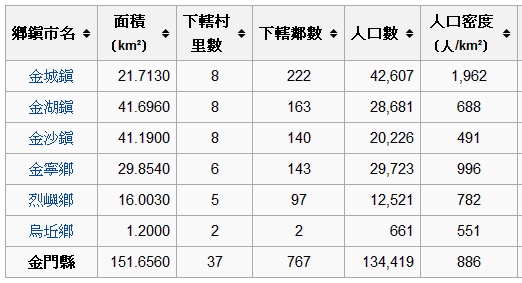 鄉鎮市名 面積 (km²) 下轄村里數 下轄鄰數 人口數 人口密度 (人/km²)
金城鎮 21.7130 8 222 42,607 1,962
金湖鎮 41.6960 8 163 28,681 688
金沙鎮 41.1900 8 140 20,226 491
金寧鄉 29.8540 6 143 29,723 996
烈嶼鄉 16.0030 5 97 12,521 782
烏坵鄉 1.2000 2 2 661 551
金門縣 151.6560 37 767 134,419 886